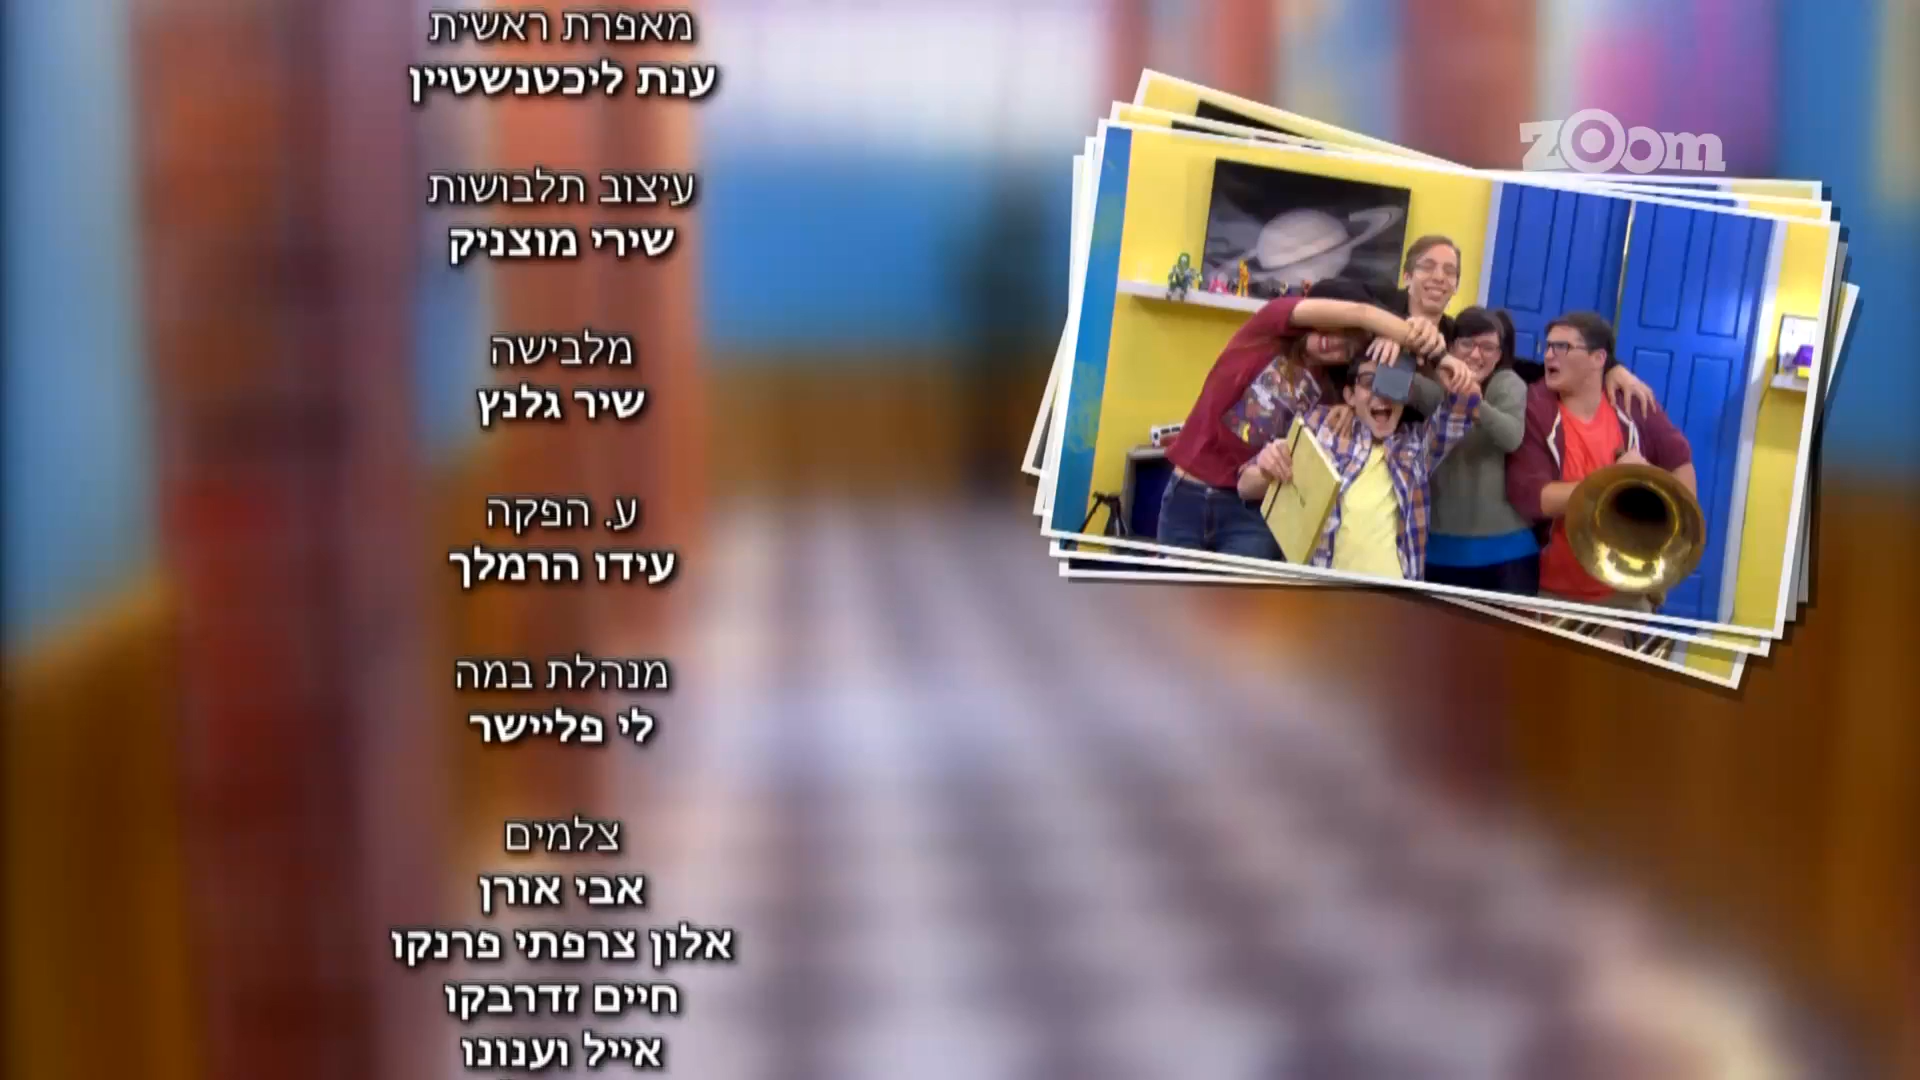 מאפרת ראשית
ענת ליכטנשטיין
עיצוב תלבושות
שירי מוצניק
מלבישה
שיר גלנץ
ע. הפקה
עידו הרמלך
מנהלת במה
לי פליישר
צלמים
אבי אורן
אלון צרפתי פרנקו
חיים זדרבקו
אייל וענונו
zoom